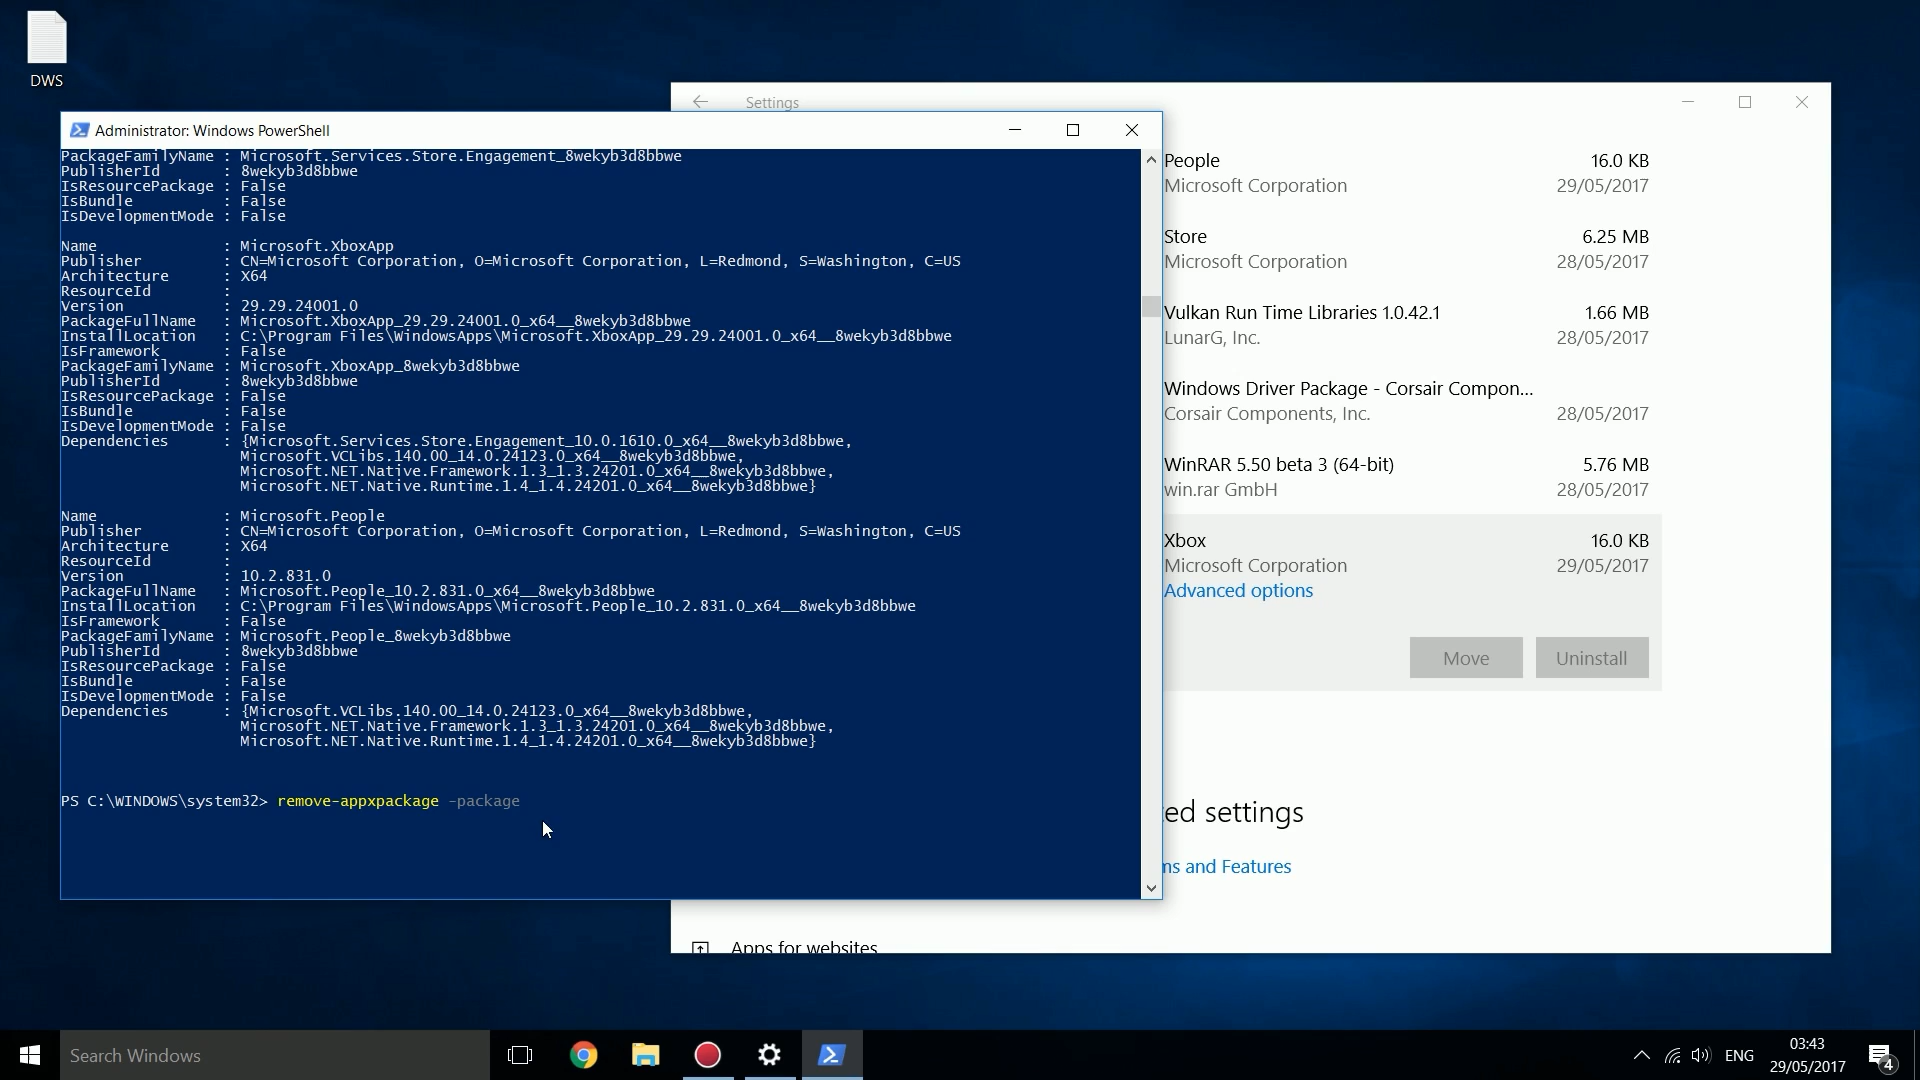 DWS
Settings
Administrator: Windows PowerShell
PackageFamilyName : Microsoft.Services.Store.Engagement_8wekyb3d8bbwe
PublisherId : 8wekyb3d8bbwe
IsResourcePackage : False
IsBundle : False
IsDevelopmentMode : False
Name : Microsoft.XboxApp
Publisher : CN=Microsoft Corporation, O=Microsoft Corporation, L=Redmond, S=Washington, C=US
Architecture : X64
ResourceId :
Version : 29.29.24001.0
PackageFullName : Microsoft.XboxApp_29.29.24001.0_x64__8wekyb3d8bbwe
InstallLocation : C:\Program Files\WindowsApps\Microsoft.XboxApp_29.29.24001.0_x64__8wekyb3d8bbwe
IsFramework : False
PackageFamilyName : Microsoft.XboxApp_8wekyb3d8bbwe
PublisherId : 8wekyb3d8bbwe
IsResourcePackage : False
IsBundle : False
IsDevelopmentMode : False
Dependencies : {Microsoft.Services.Store.Engagement_10.0.1610.0_x64__8wekyb3d8bbwe,
Microsoft.VCLibs.140.00_14.0.24123.0_x64__8wekyb3d8bbwe,
Microsoft.NET.Native.Framework.1.3_1.3.24201.0_x64__8wekyb3d8bbwe,
Microsoft.NET.Native.Runtime.1.4_1.4.24201.0_x64__8wekyb3d8bbwe}
Name : Microsoft.People
Publisher : CN=Microsoft Corporation, O=Microsoft Corporation, L=Redmond, S=Washington, C=US
Architecture : X64
ResourceId :
Version : 10.2.831.0
PackageFullName : Microsoft.People_10.2.831.0_x64__8wekyb3d8bbwe
InstallLocation : C:\Program Files\WindowsApps\Microsoft.People_10.2.831.0_x64__8wekyb3d8bbwe
IsFramework : False
PackageFamilyName : Microsoft.People_8wekyb3d8bbwe
PublisherId : 8wekyb3d8bbwe
IsResourcePackage : False
IsBundle : False
IsDevelopmentMode : False
Dependencies : {Microsoft.VCLibs.140.00_14.0.24123.0_x64__8wekyb3d8bbwe,
Microsoft.NET.Native.Framework.1.3_1.3.24201.0_x64__8wekyb3d8bbwe,
Microsoft.NET.Native.Runtime.1.4_1.4.24201.0_x64__8wekyb3d8bbwe}
PS C:\WINDOWS\system32> remove-appxpackage -package
People 16.0 KB
Microsoft Corporation 29/05/2017
Store 6.25 MB
Microsoft Corporation 28/05/2017
Vulkan Run Time Libraries 1.0.42.1 1.66 MB
LunarG, Inc. 28/05/2017
Windows Driver Package - Corsair Compon...
Corsair Components, Inc. 28/05/2017
WinRAR 5.50 beta 3 (64-bit) 5.76 MB
win.rar GmbH 28/05/2017
Xbox 16.0 KB
Microsoft Corporation 29/05/2017
Advanced options
Move Uninstall
ed settings
ms and Features
Apps for websites
Search Windows
ENG
03:43
29/05/2017
4